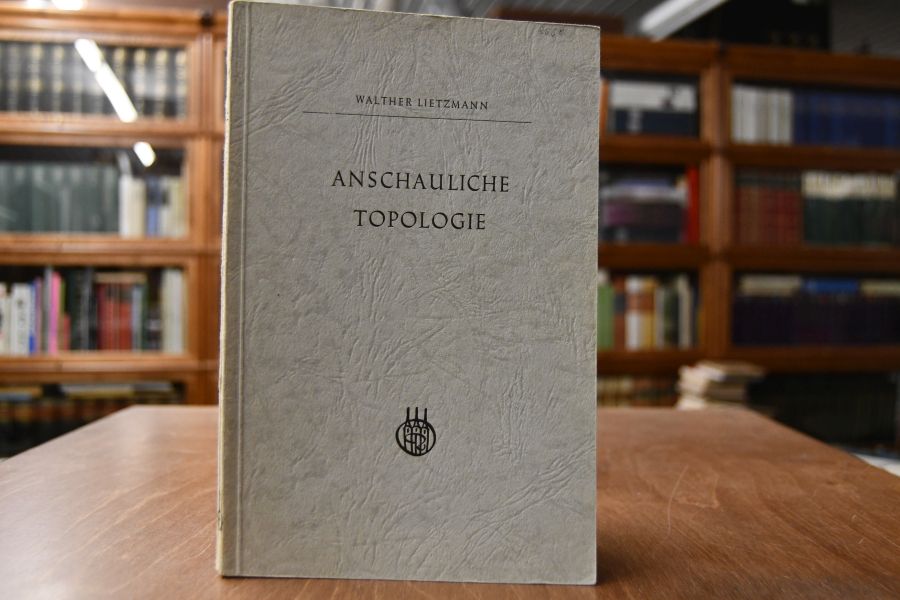 WALTHER LIETZMANN
ANSCHAULICHE
TOPOLOGIE